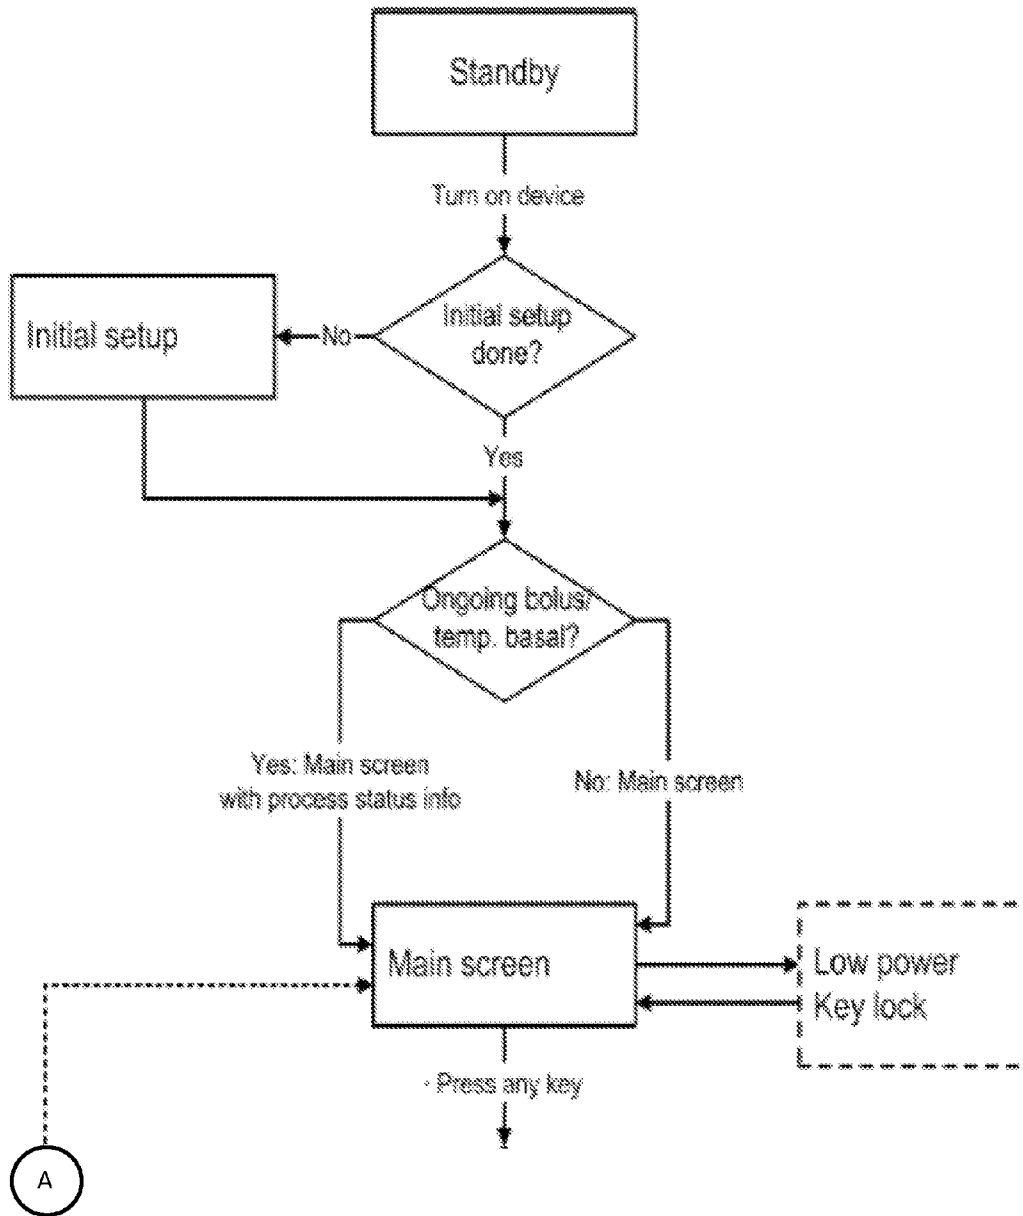 Standby
Turn on device
Initial setup
done?
No
Initial setup
Yes
Ongoing bolus/
temp. basal?
Yes: Main screen
with process status info
No: Main screen
Main screen
Low power
Key lock
· Press any key
A